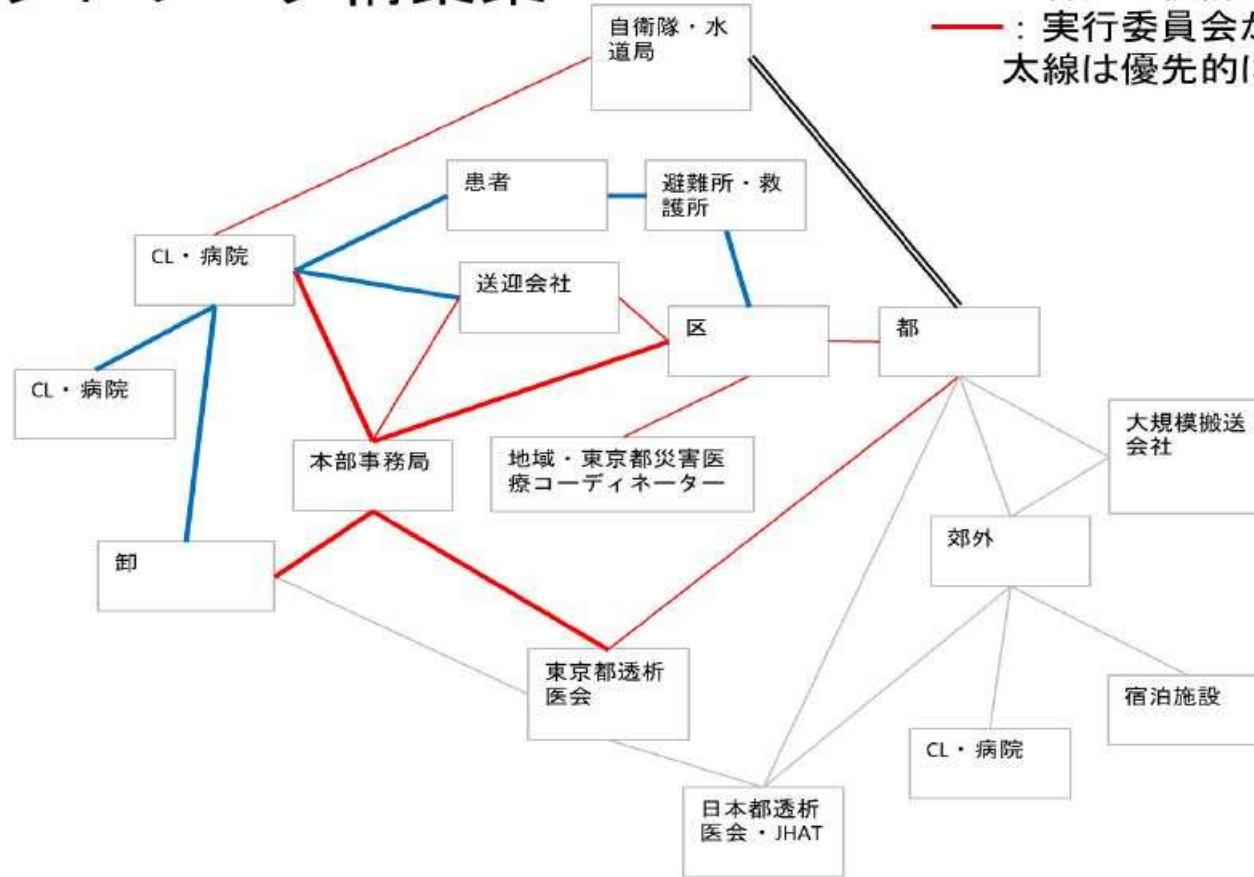 : 実行委員会が
太線は優先的に
自衛隊・水
道局
患者
避難所・救
護所
CL・病院
送迎会社
区
都
CL・病院
大規模搬送
会社
本部事務局
地域・東京都災害医
療コーディネーター
郊外
卸
東京都透析
医会
宿泊施設
CL・病院
日本都透析
医会・JHAT